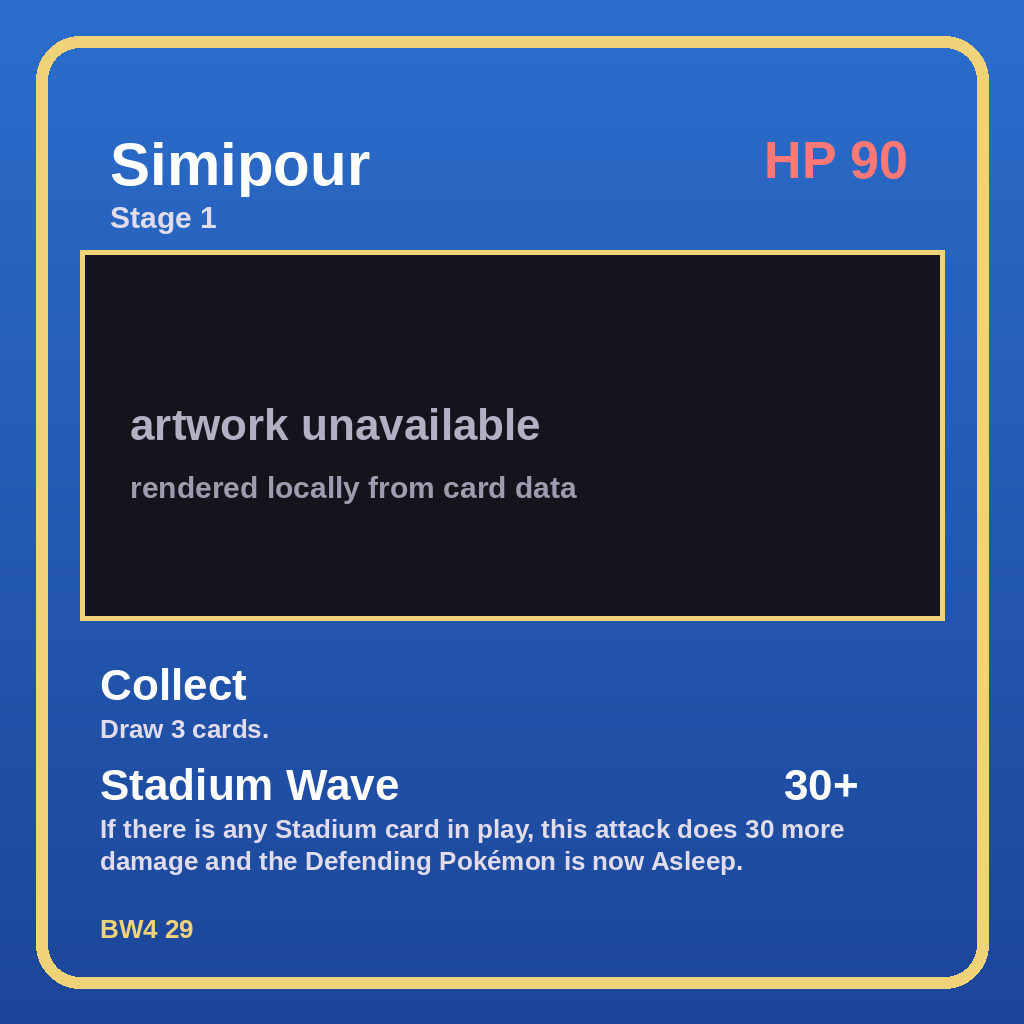 Simipour
HP 90
Stage 1
artwork unavailable
rendered locally from card data
Collect
Draw 3 cards.
Stadium Wave
30+
If there is any Stadium card in play, this attack does 30 more
damage and the Defending Pokémon is now Asleep.
BW4 29